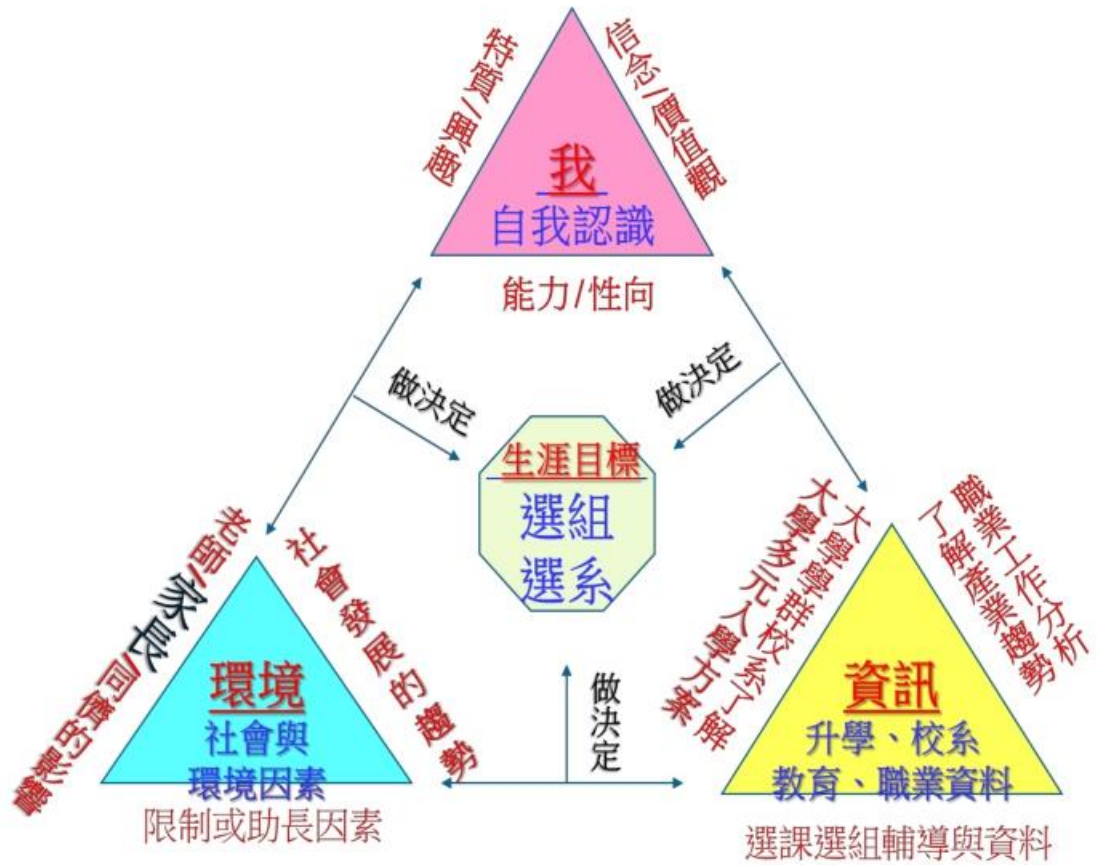 特質/興趣
信念/價值觀
我
自我認識
能力/性向
做決定
做決定
生涯目標
選組
選系
老師/家長/同儕的影響
社會發展的趨勢
環境
社會與
環境因素
限制或助長因素
做決定
大學學群校系了解
大學多元入學方案
職業工作分析
了解產業趨勢
資訊
升學、校系
教育、職業資料
選課選組輔導與資料